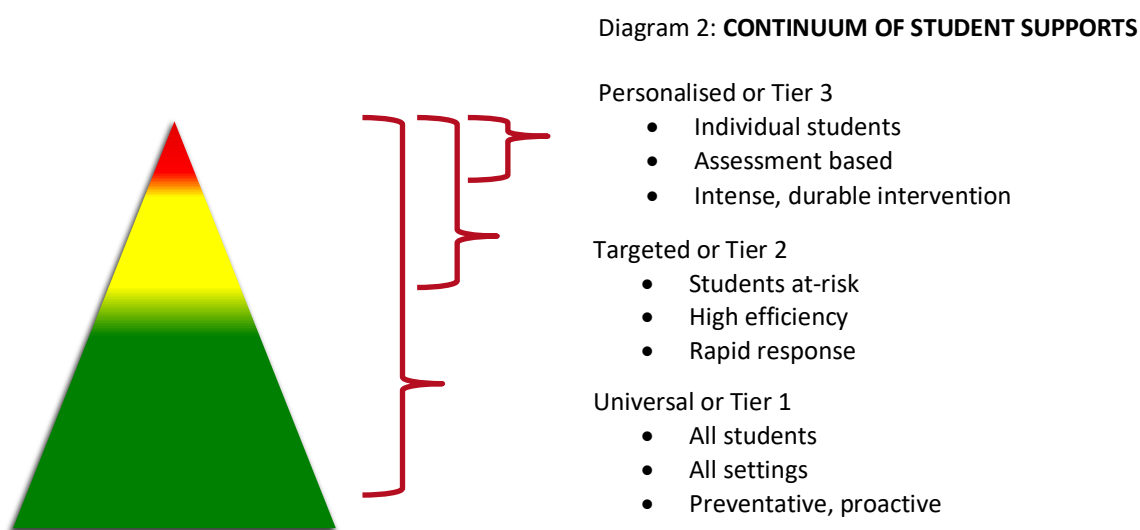 Diagram 2: CONTINUUM OF STUDENT SUPPORTS
Personalised or Tier 3
• Individual students
• Assessment based
• Intense, durable intervention
Targeted or Tier 2
• Students at-risk
• High efficiency
• Rapid response
Universal or Tier 1
• All students
• All settings
• Preventative, proactive